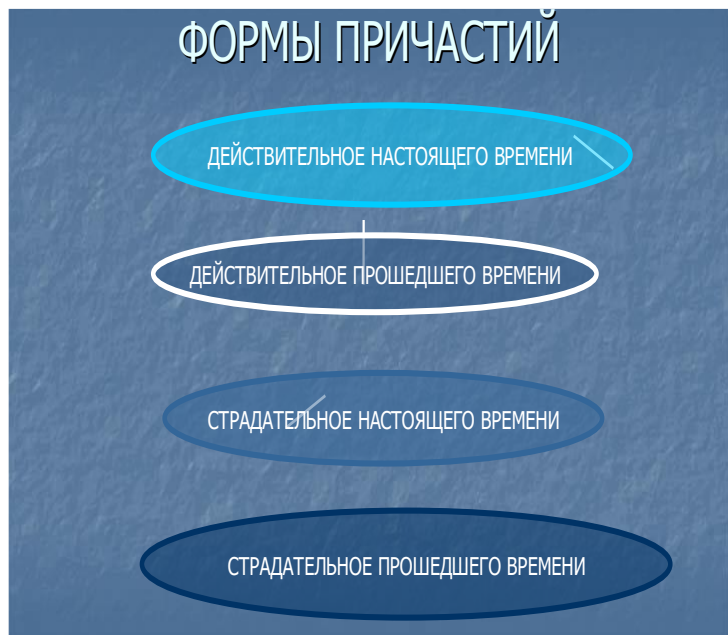 ФОРМЫ ПРИЧАСТИЙ
ДЕЙСТВИТЕЛЬНОЕ НАСТОЯЩЕГО ВРЕМЕНИ
ДЕЙСТВИТЕЛЬНОЕ ПРОШЕДШЕГО ВРЕМЕНИ
СТРАДАТЕЛЬНОЕ НАСТОЯЩЕГО ВРЕМЕНИ
СТРАДАТЕЛЬНОЕ ПРОШЕДШЕГО ВРЕМЕНИ